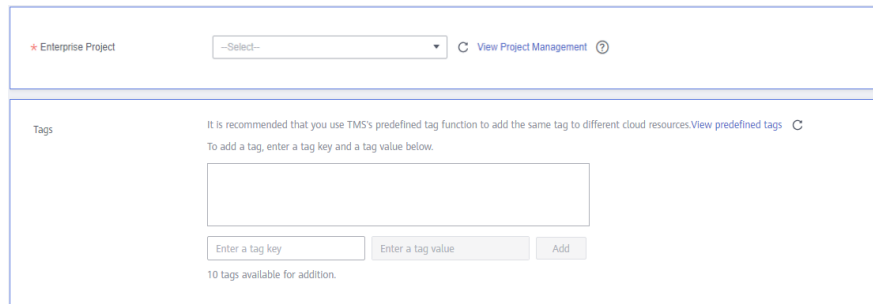 * Enterprise Project --Select-- View Project Management ?
Tags It is recommended that you use TMS's predefined tag function to add the same tag to different cloud resources.View predefined tags
To add a tag, enter a tag key and a tag value below.
Enter a tag key Enter a tag value Add
10 tags available for addition.